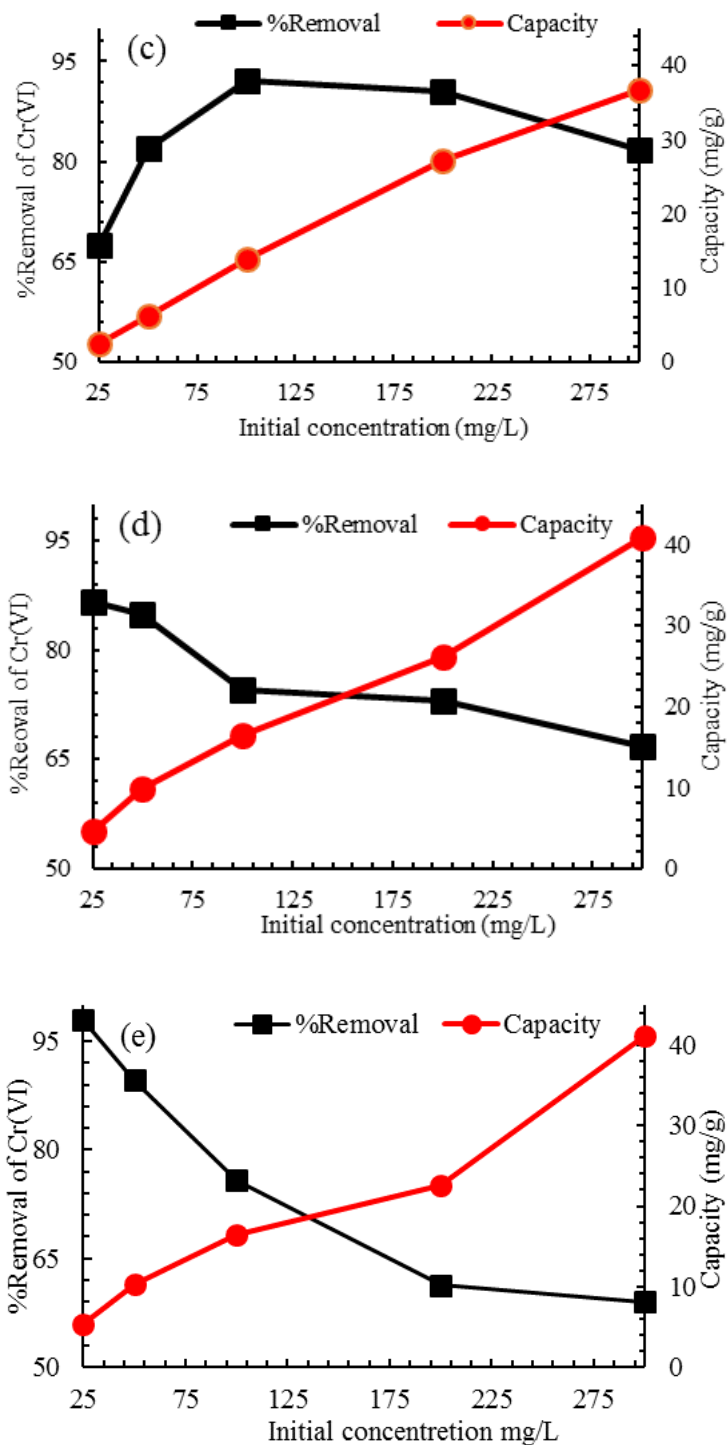 (c) %Removal Capacity
%Removal of Cr(VI)
95
80
65
50
40
30
20
10
0
Capacity (mg/g)
25 75 125 175 225 275
Initial concentration (mg/L)
(d) %Removal Capacity
%Reoval of Cr(VI)
95
80
65
50
40
30
20
10
0
Capacity (mg/g)
25 75 125 175 225 275
Initial concentration (mg/L)
(e) %Removal Capacity
%Removal of Cr(VI)
95
80
65
50
40
30
20
10
0
Capacity (mg/g)
25 75 125 175 225 275
Initial concentretion mg/L